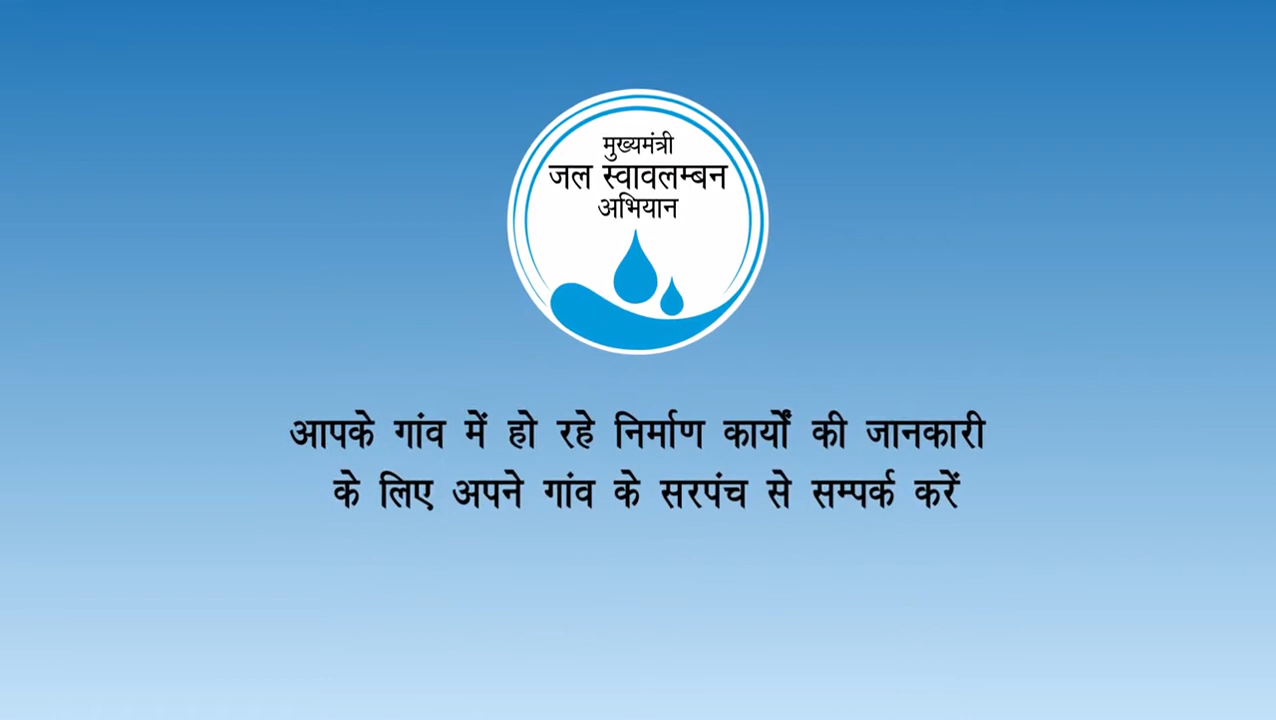 मुख्यमंत्री
जल स्वावलम्बन
अभियान
आपके गांव में हो रहे निर्माण कार्यों की जानकारी
के लिए अपने गांव के सरपंच से सम्पर्क करें